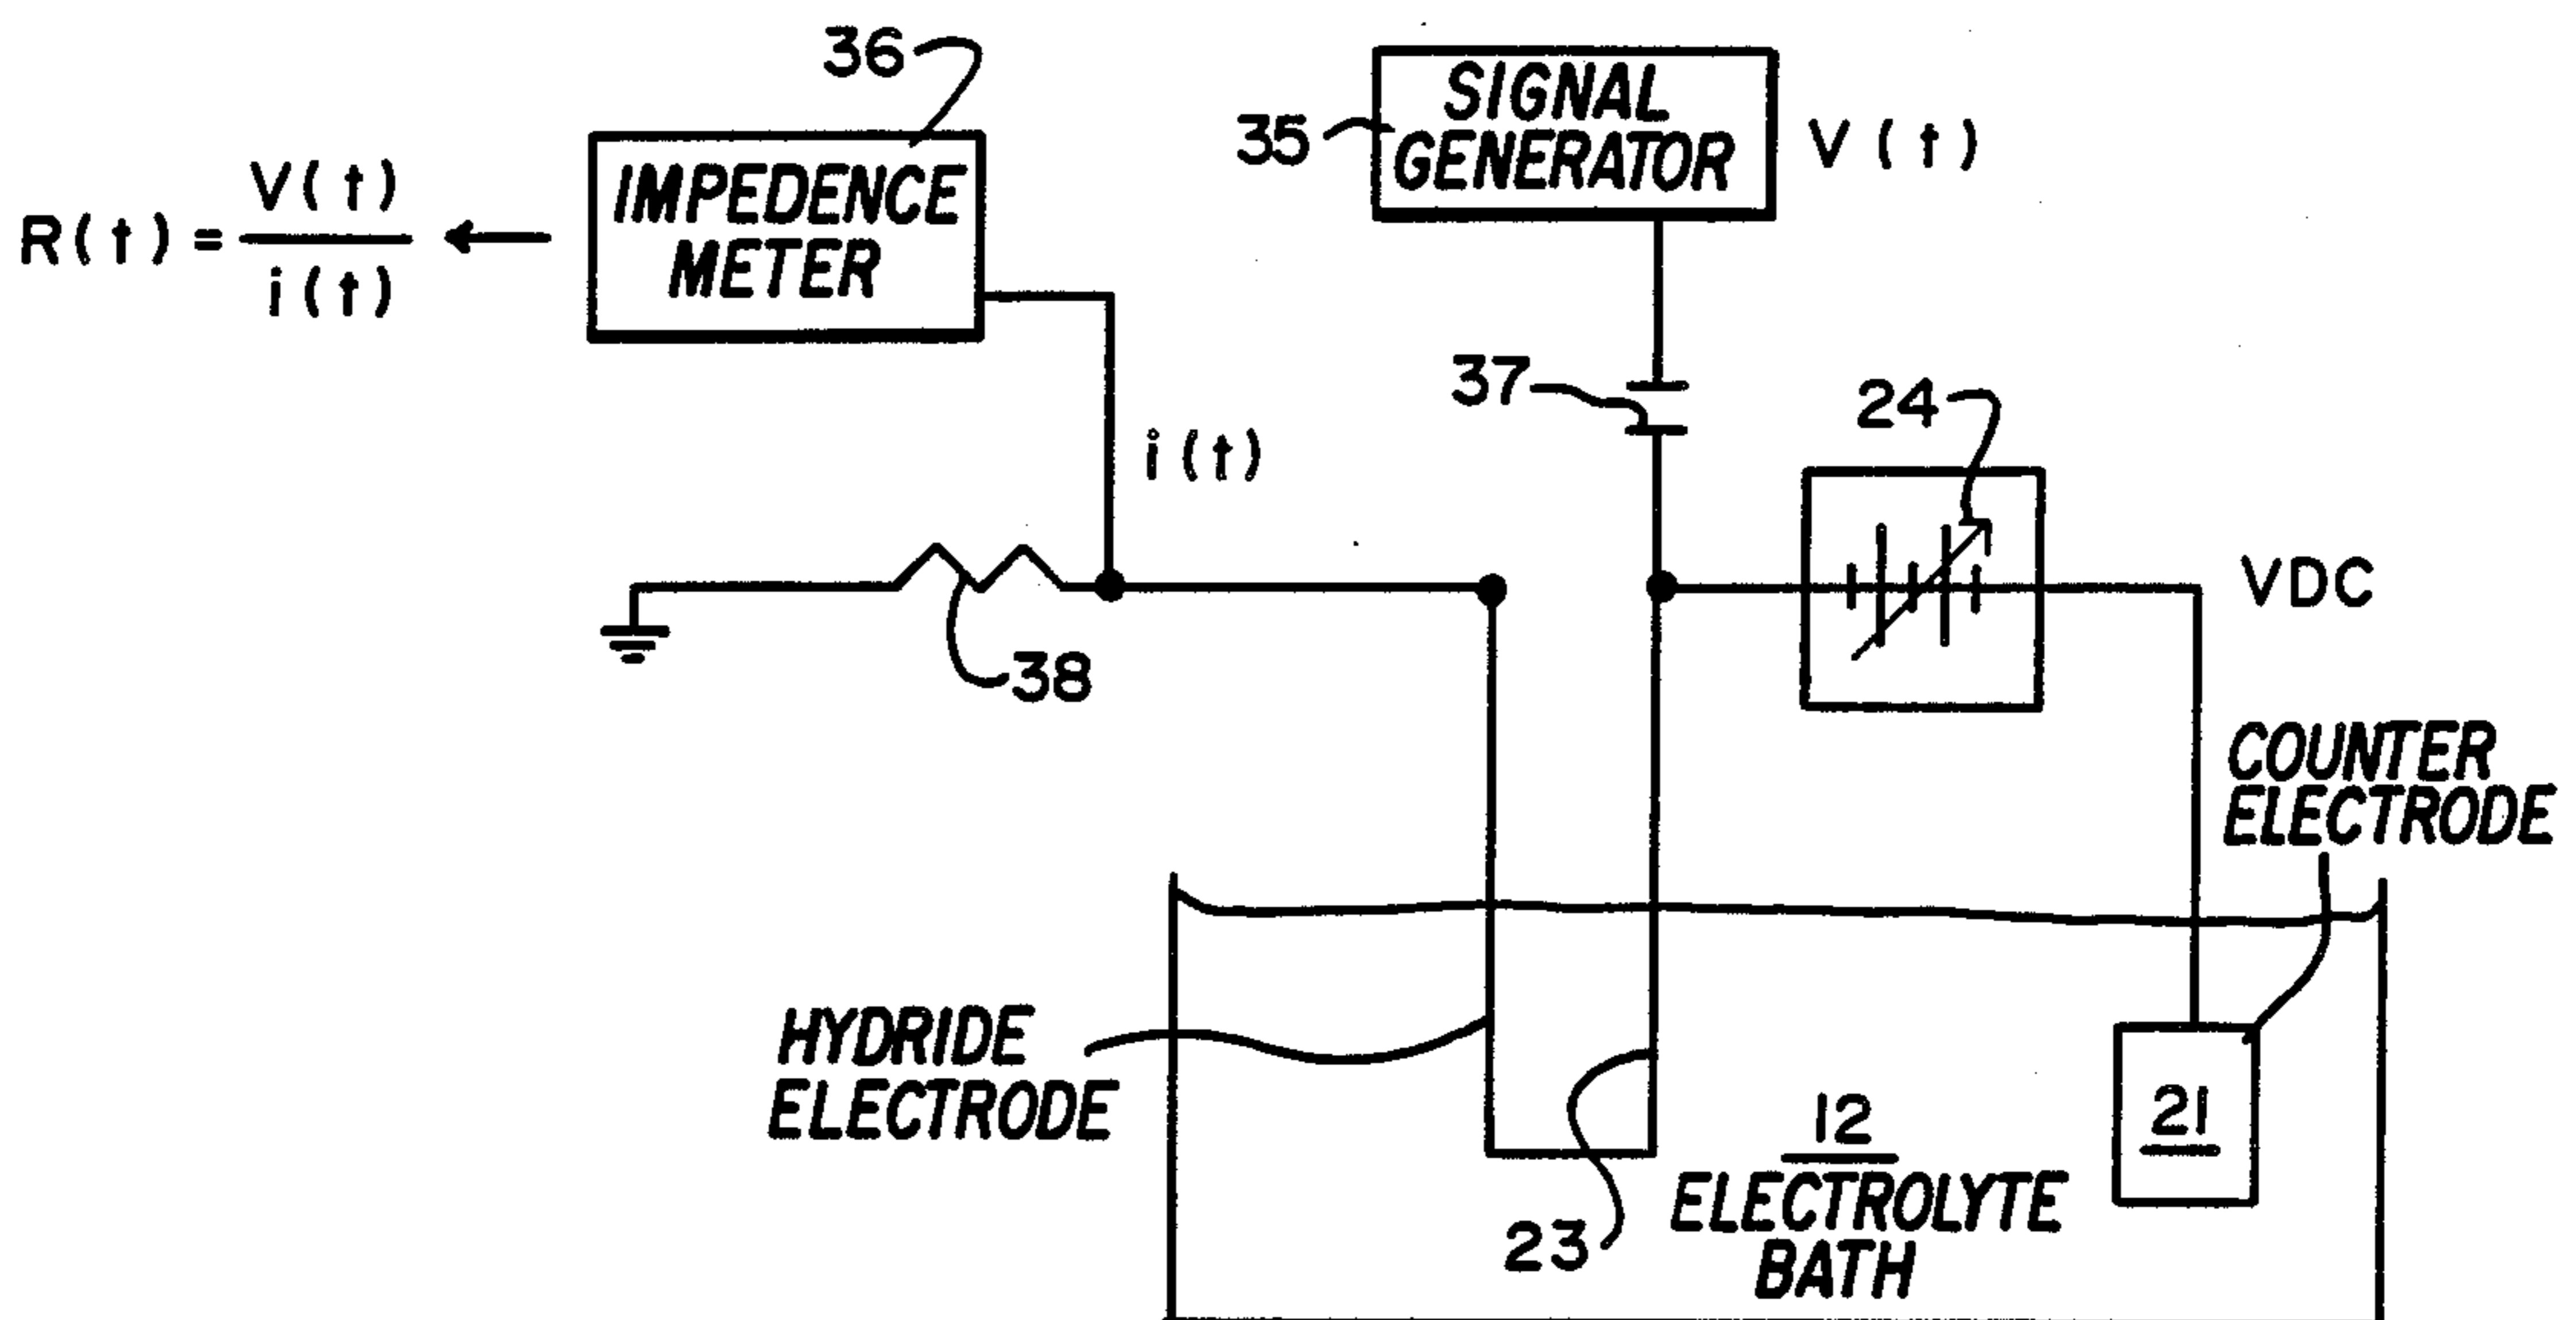 36
SIGNAL
GENERATOR
35
V(t)
IMPEDENCE
METER
R(t) = V(t)
i(t)
37
24
i(t)
VDC
38
COUNTER
ELECTRODE
HYDRIDE
ELECTRODE
12
ELECTROLYTE
BATH
21
23